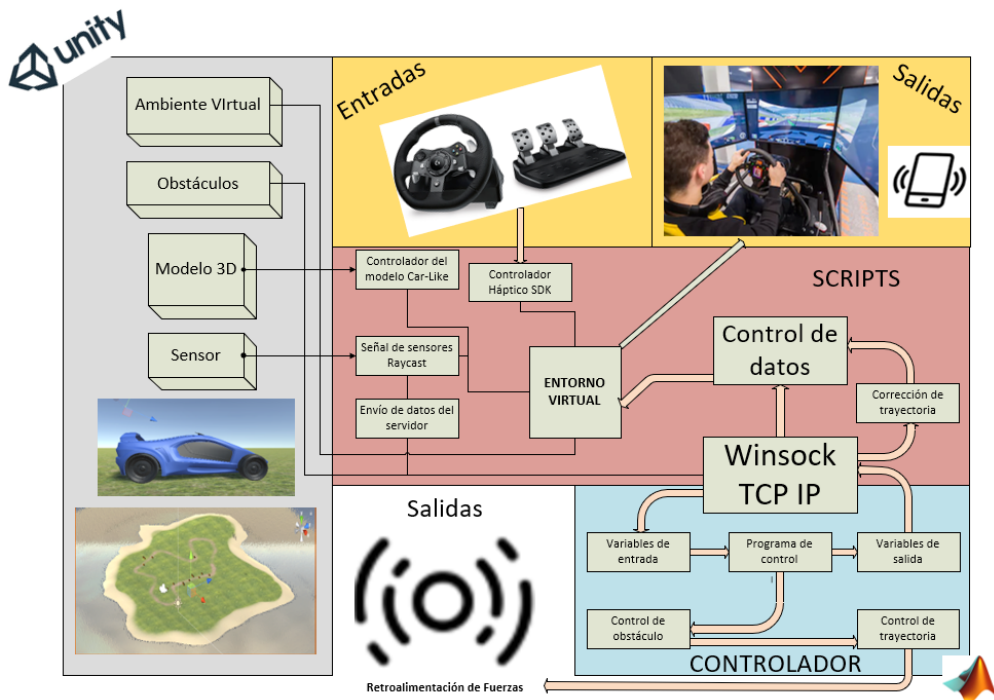 unity
Ambiente VIrtual
Obstáculos
Modelo 3D
Sensor
Entradas
Salidas
SCRIPTS
Controlador del
modelo Car-Like
Controlador
Háptico SDK
Señal de sensores
Raycast
Envío de datos del
servidor
ENTORNO
VIRTUAL
Control de
datos
Corrección de
trayectoria
Winsock
TCP IP
Salidas
Retroalimentación de Fuerzas
Variables de
entrada
Programa de
control
Variables de
salida
Control de
obstáculo
Control de
trayectoria
CONTROLADOR